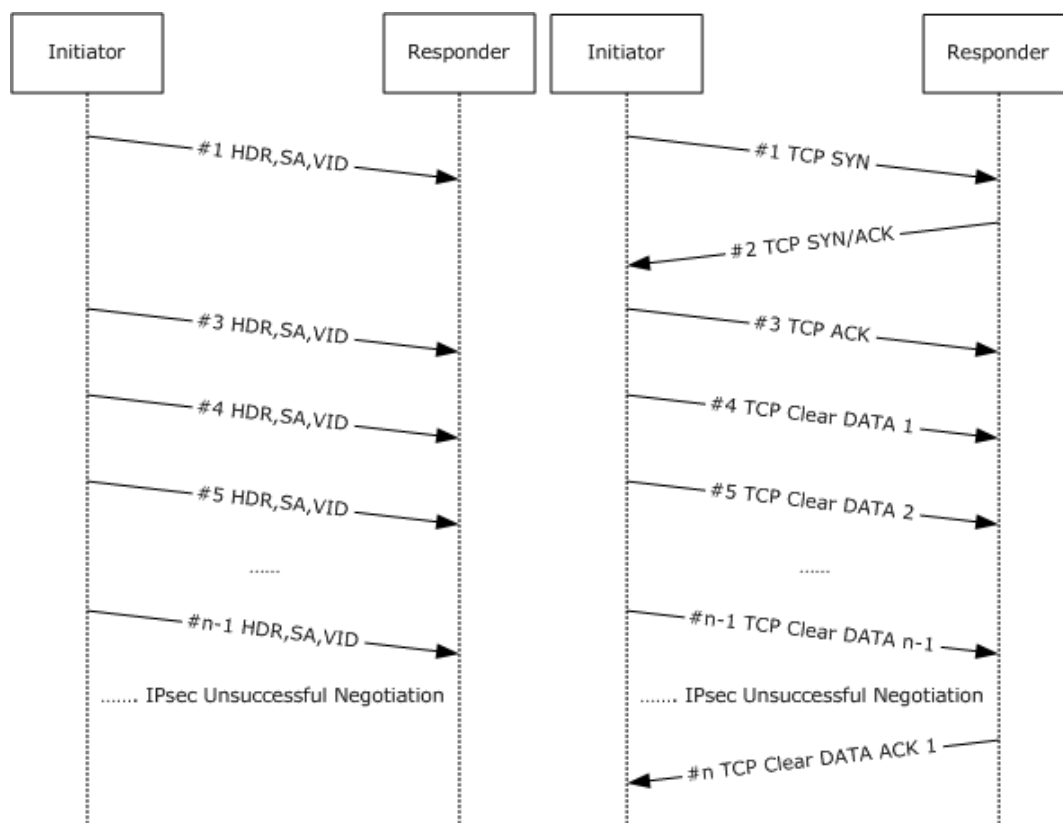 Initiator
Responder
#1 HDR,SA,VID
#3 HDR,SA,VID
#4 HDR,SA,VID
#5 HDR,SA,VID
......
#n-1 HDR,SA,VID
....... IPsec Unsuccessful Negotiation
Initiator
Responder
#1 TCP SYN
#2 TCP SYN/ACK
#3 TCP ACK
#4 TCP Clear DATA 1
#5 TCP Clear DATA 2
......
#n-1 TCP Clear DATA n-1
....... IPsec Unsuccessful Negotiation
#n TCP Clear DATA ACK 1